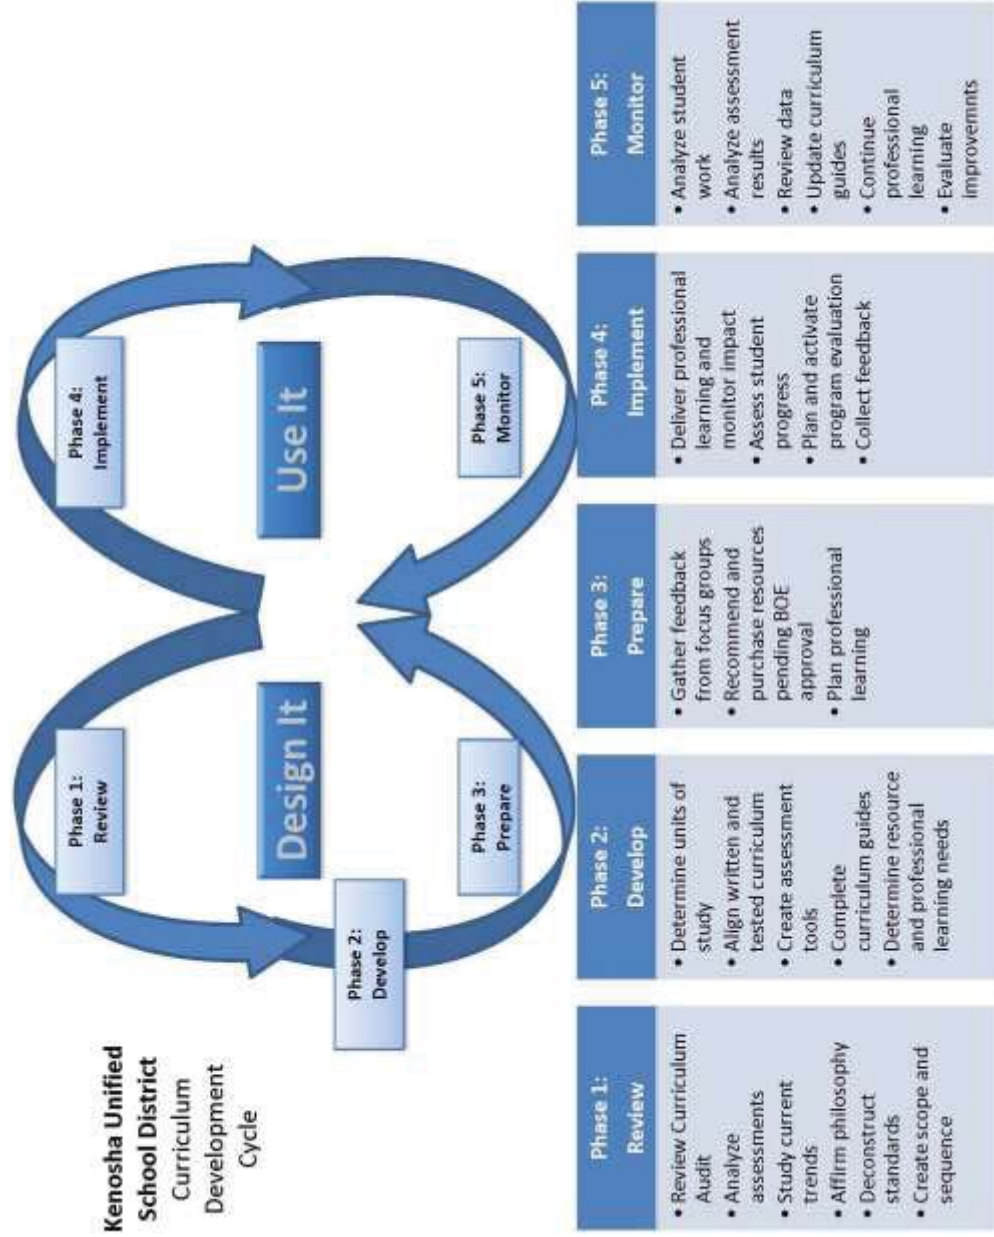 Kenosha Unified
School District
Curriculum
Development
Cycle
Phase 1:
Review
Phase 2:
Develop
Phase 3:
Prepare
Design It
Phase 4:
Implement
Use It
Phase 5:
Monitor
Phase 1:
Review
• Review Curriculum
Audit
• Analyze
assessments
• Study current
trends
• Affirm philosophy
• Deconstruct
standards
• Create scope and
sequence
Phase 2:
Develop
• Determine units of
study
• Align written and
tested curriculum
• Create assessment
tools
• Complete
curriculum guides
• Determine resource
and professional
learning needs
Phase 3:
Prepare
• Gather feedback
from focus groups
• Recommend and
purchase resources
pending BOE
approval
• Plan professional
learning
Phase 4:
Implement
• Deliver professional
learning and
monitor impact
• Assess student
progress
• Plan and activate
program evaluation
• Collect feedback
Phase 5:
Monitor
• Analyze student
work
• Analyze assessment
results
• Review data
• Update curriculum
guides
• Continue
professional
learning
• Evaluate
improvemnts